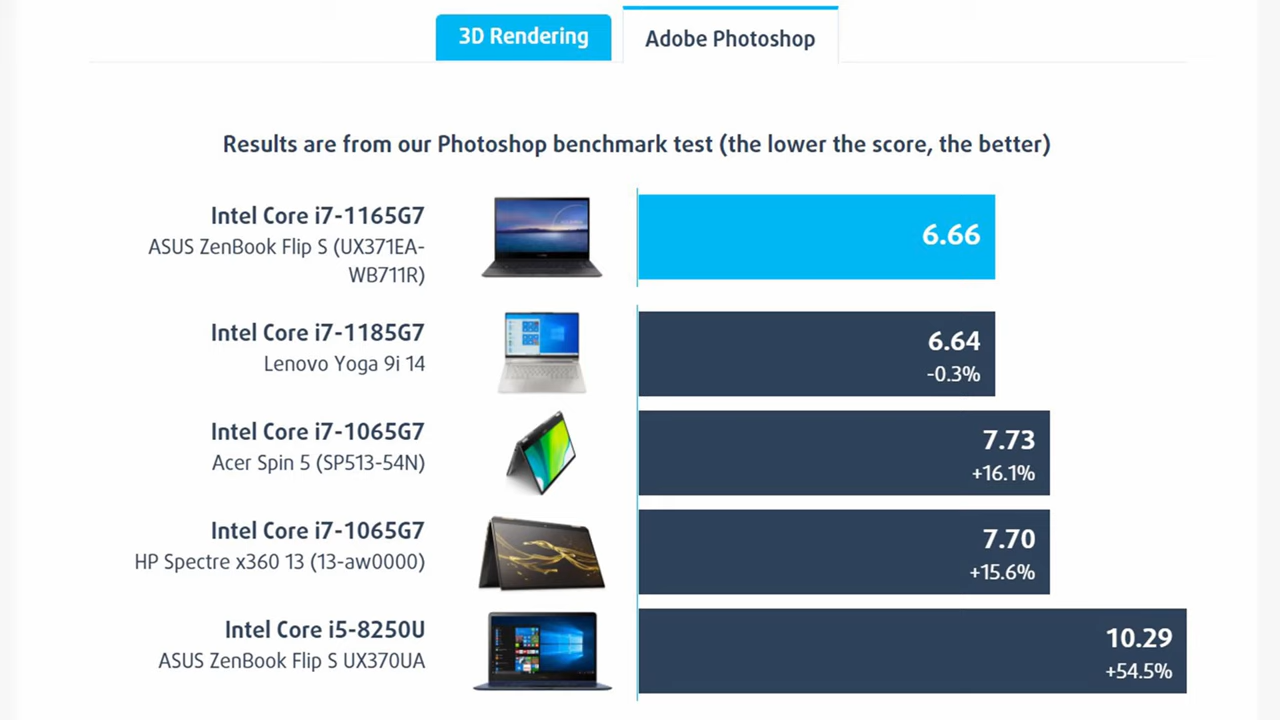 3D Rendering
Adobe Photoshop
Results are from our Photoshop benchmark test (the lower the score, the better)
Intel Core i7-1165G7
ASUS ZenBook Flip S (UX371EA-
WB711R)
6.66
Intel Core i7-1185G7
Lenovo Yoga 9i 14
6.64
-0.3%
Intel Core i7-1065G7
Acer Spin 5 (SP513-54N)
7.73
+16.1%
Intel Core i7-1065G7
HP Spectre x360 13 (13-aw0000)
7.70
+15.6%
Intel Core i5-8250U
ASUS ZenBook Flip S UX370UA
10.29
+54.5%